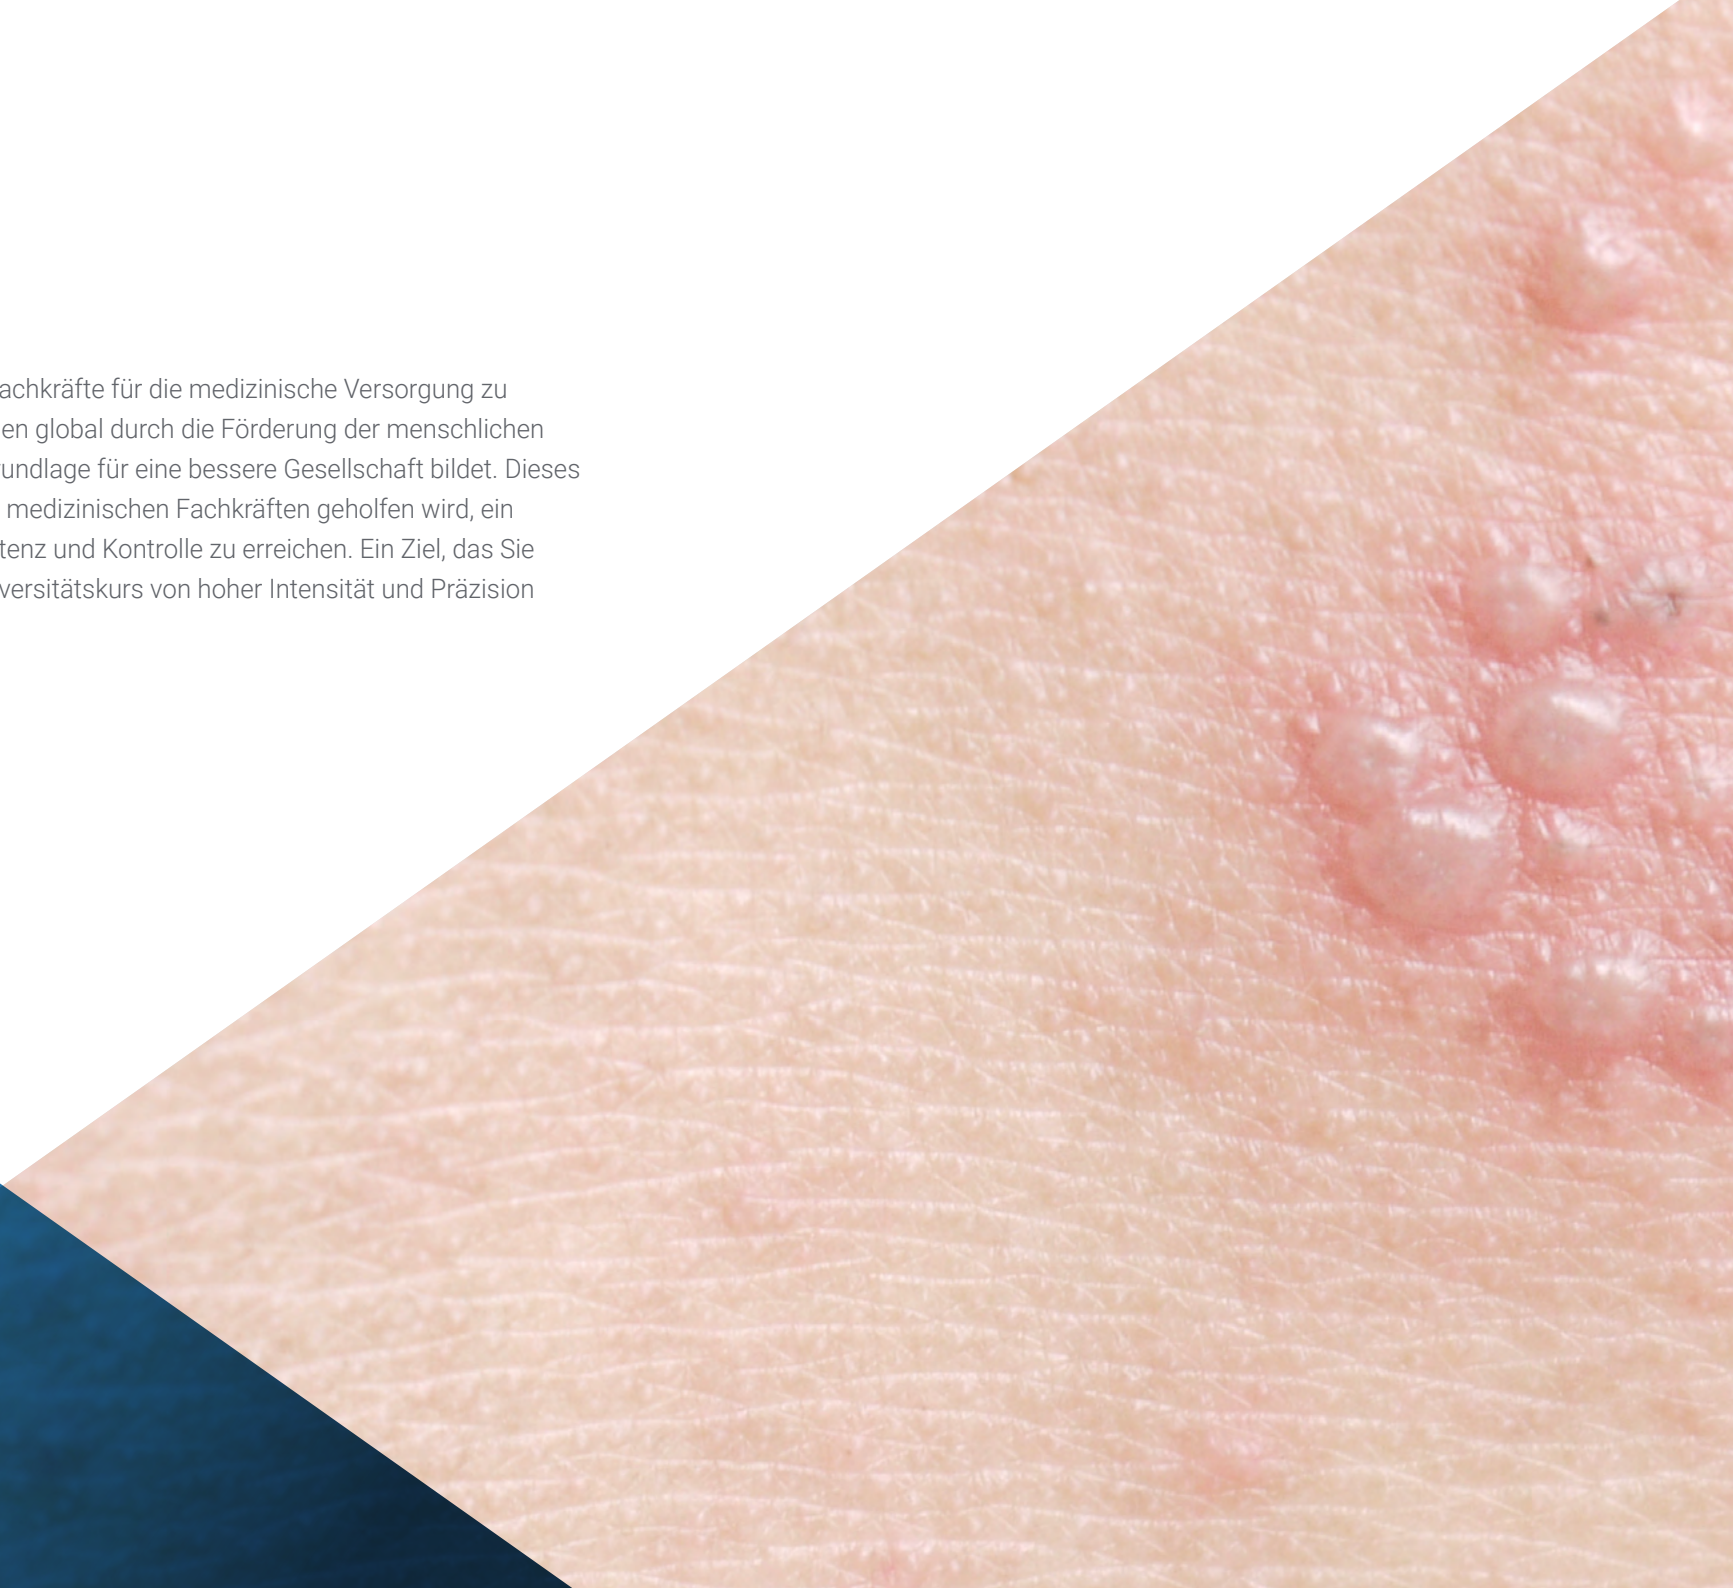 achkräfte für die medizinische Versorgung zu
en global durch die Förderung der menschlichen
rundlage für eine bessere Gesellschaft bildet. Dieses
medizinischen Fachkräften geholfen wird, ein
tenz und Kontrolle zu erreichen. Ein Ziel, das Sie
versitätskurs von hoher Intensität und Präzision